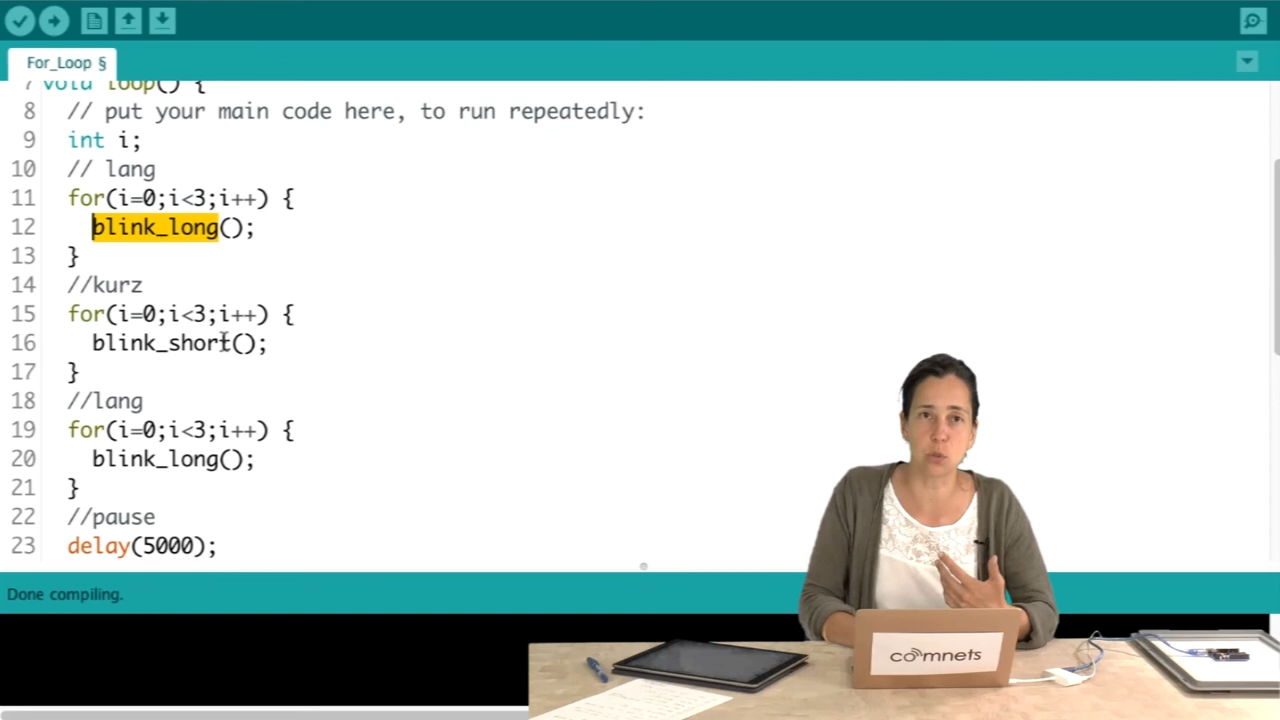 For_Loop §
7 void loop() {
8 // put your main code here, to run repeatedly:
9 int i;
10 // lang
11 for(i=0;i<3;i++) {
12 blink_long();
13 }
14 //kurz
15 for(i=0;i<3;i++) {
16 blink_short();
17 }
18 //lang
19 for(i=0;i<3;i++) {
20 blink_long();
21 }
22 //pause
23 delay(5000);
Done compiling.
comnets